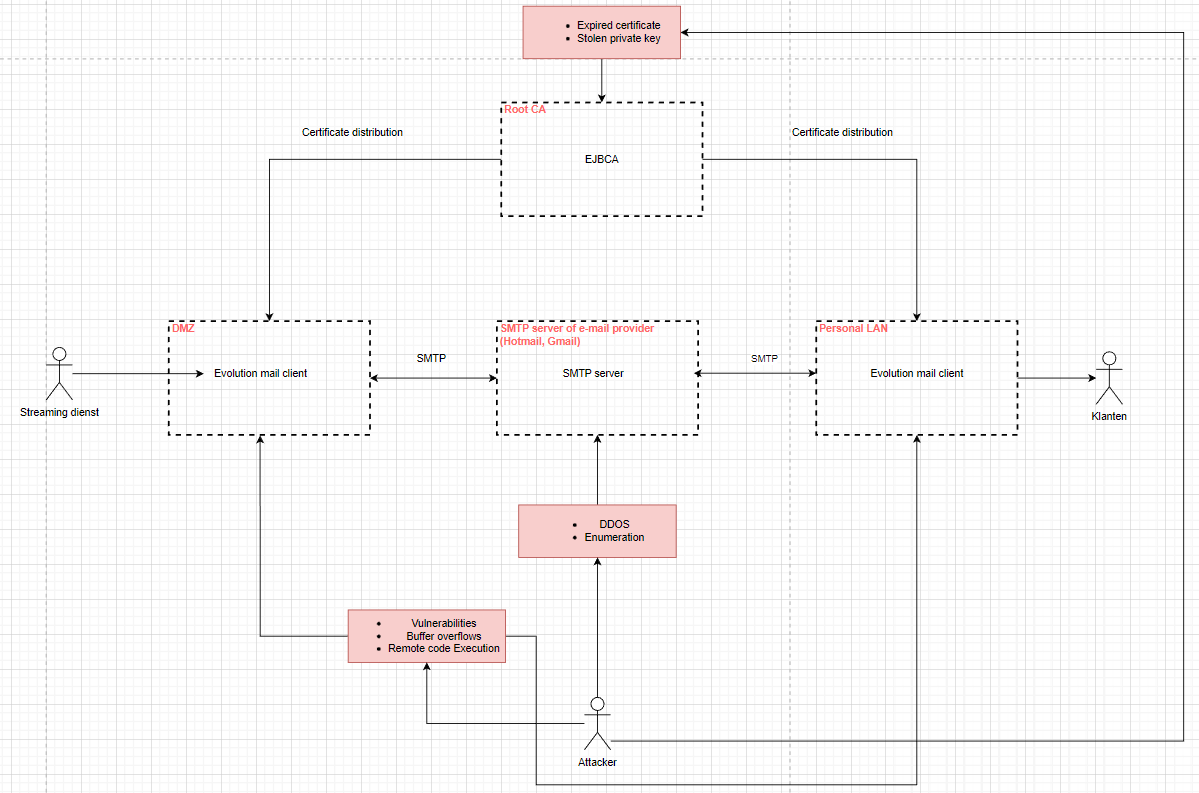 Expired certificate
Stolen private key
Root CA
Certificate distribution
Certificate distribution
EJBCA
DMZ
SMTP server of e-mail provider
(Hotmail, Gmail)
Personal LAN
SMTP
SMTP
Evolution mail client
SMTP server
Evolution mail client
Streaming dienst
Klanten
DDOS
Enumeration
Vulnerabilities
Buffer overflows
Remote code Execution
Attacker